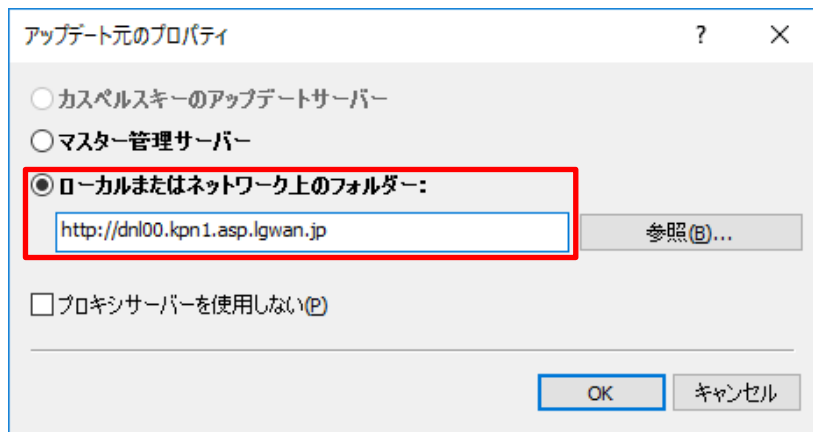 アップデート元のプロパティ
?
カスペルスキーのアップデートサーバー
マスター管理サーバー
ローカルまたはネットワーク上のフォルダー:
http://dnl00.kpn1.asp.lgwan.jp
参照(B)...
プロキシサーバーを使用しない(P)
OK
キャンセル